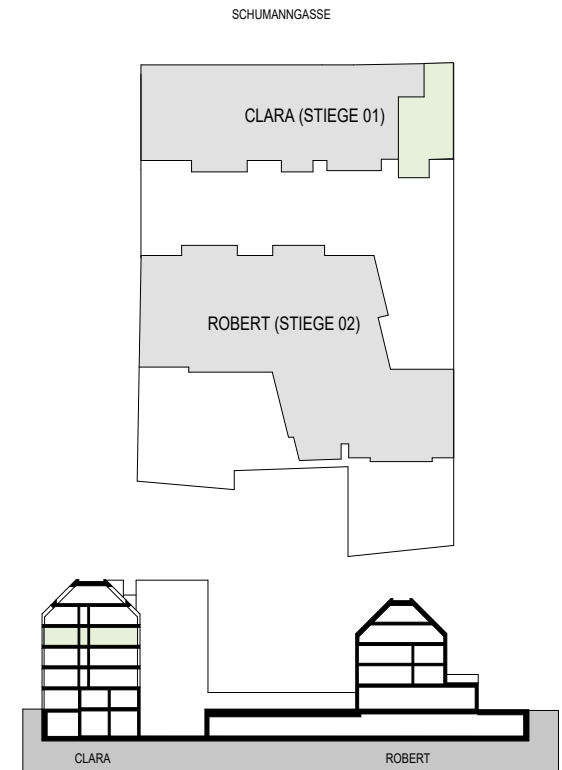 SCHUMANNGASSE
CLARA (STIEGE 01)
ROBERT (STIEGE 02)
CLARA
ROBERT